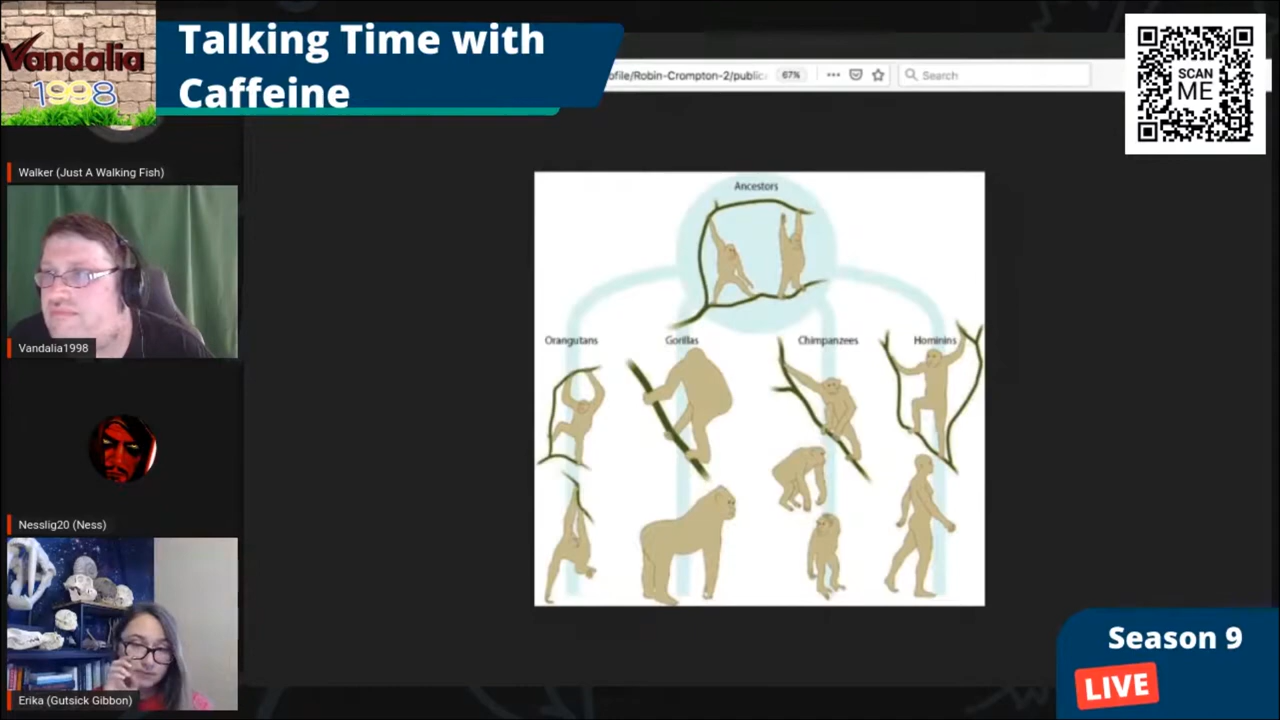 Vandalia
1998
Talking Time with
Caffeine
ofile/Robin-Crompton-2/public
67%
Search
SCAN
ME
Walker (Just A Walking Fish)
Vandalia1998
Nesslig20 (Ness)
Erika (Gutsick Gibbon)
Ancestors
Orangutans
Gorillas
Chimpanzees
Hominins
Season 9
LIVE